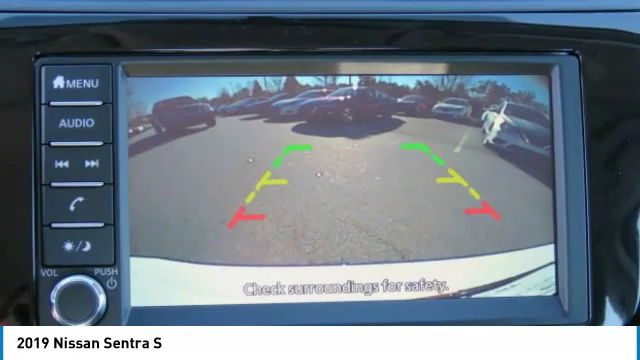 MENU
AUDIO
VOL
PUSH
Check surroundings for safety.
2019 Nissan Sentra S